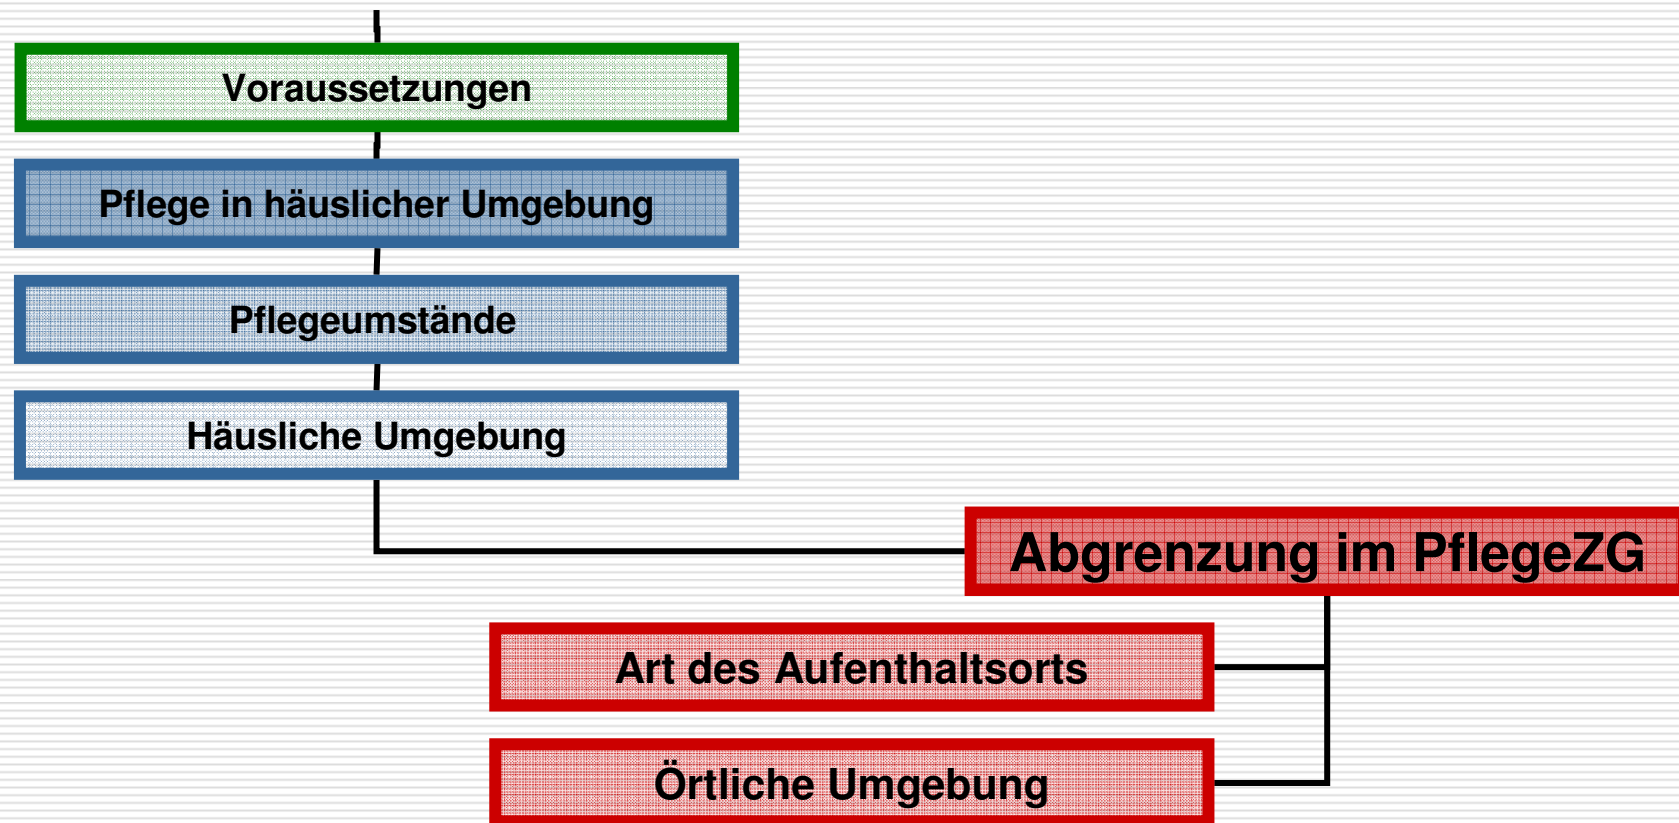 Voraussetzungen
Pflege in häuslicher Umgebung
Pflegeumstände
Häusliche Umgebung
Abgrenzung im PflegeZG
Art des Aufenthaltsorts
Örtliche Umgebung